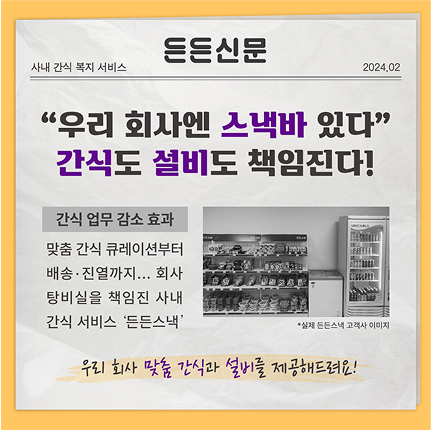 든든신문
사내 간식 복지 서비스 2024.02
“우리 회사엔 스낵바 있다”
간식도 설비도 책임진다!
간식 업무 감소 효과
맞춤 간식 큐레이션부터
배송·진열까지... 회사
탕비실을 책임진 사내
간식 서비스 ‘든든스낵’
*실제 든든스낵 고객사 이미지
우리 회사 맞춤 간식과 설비를 제공해드려요!